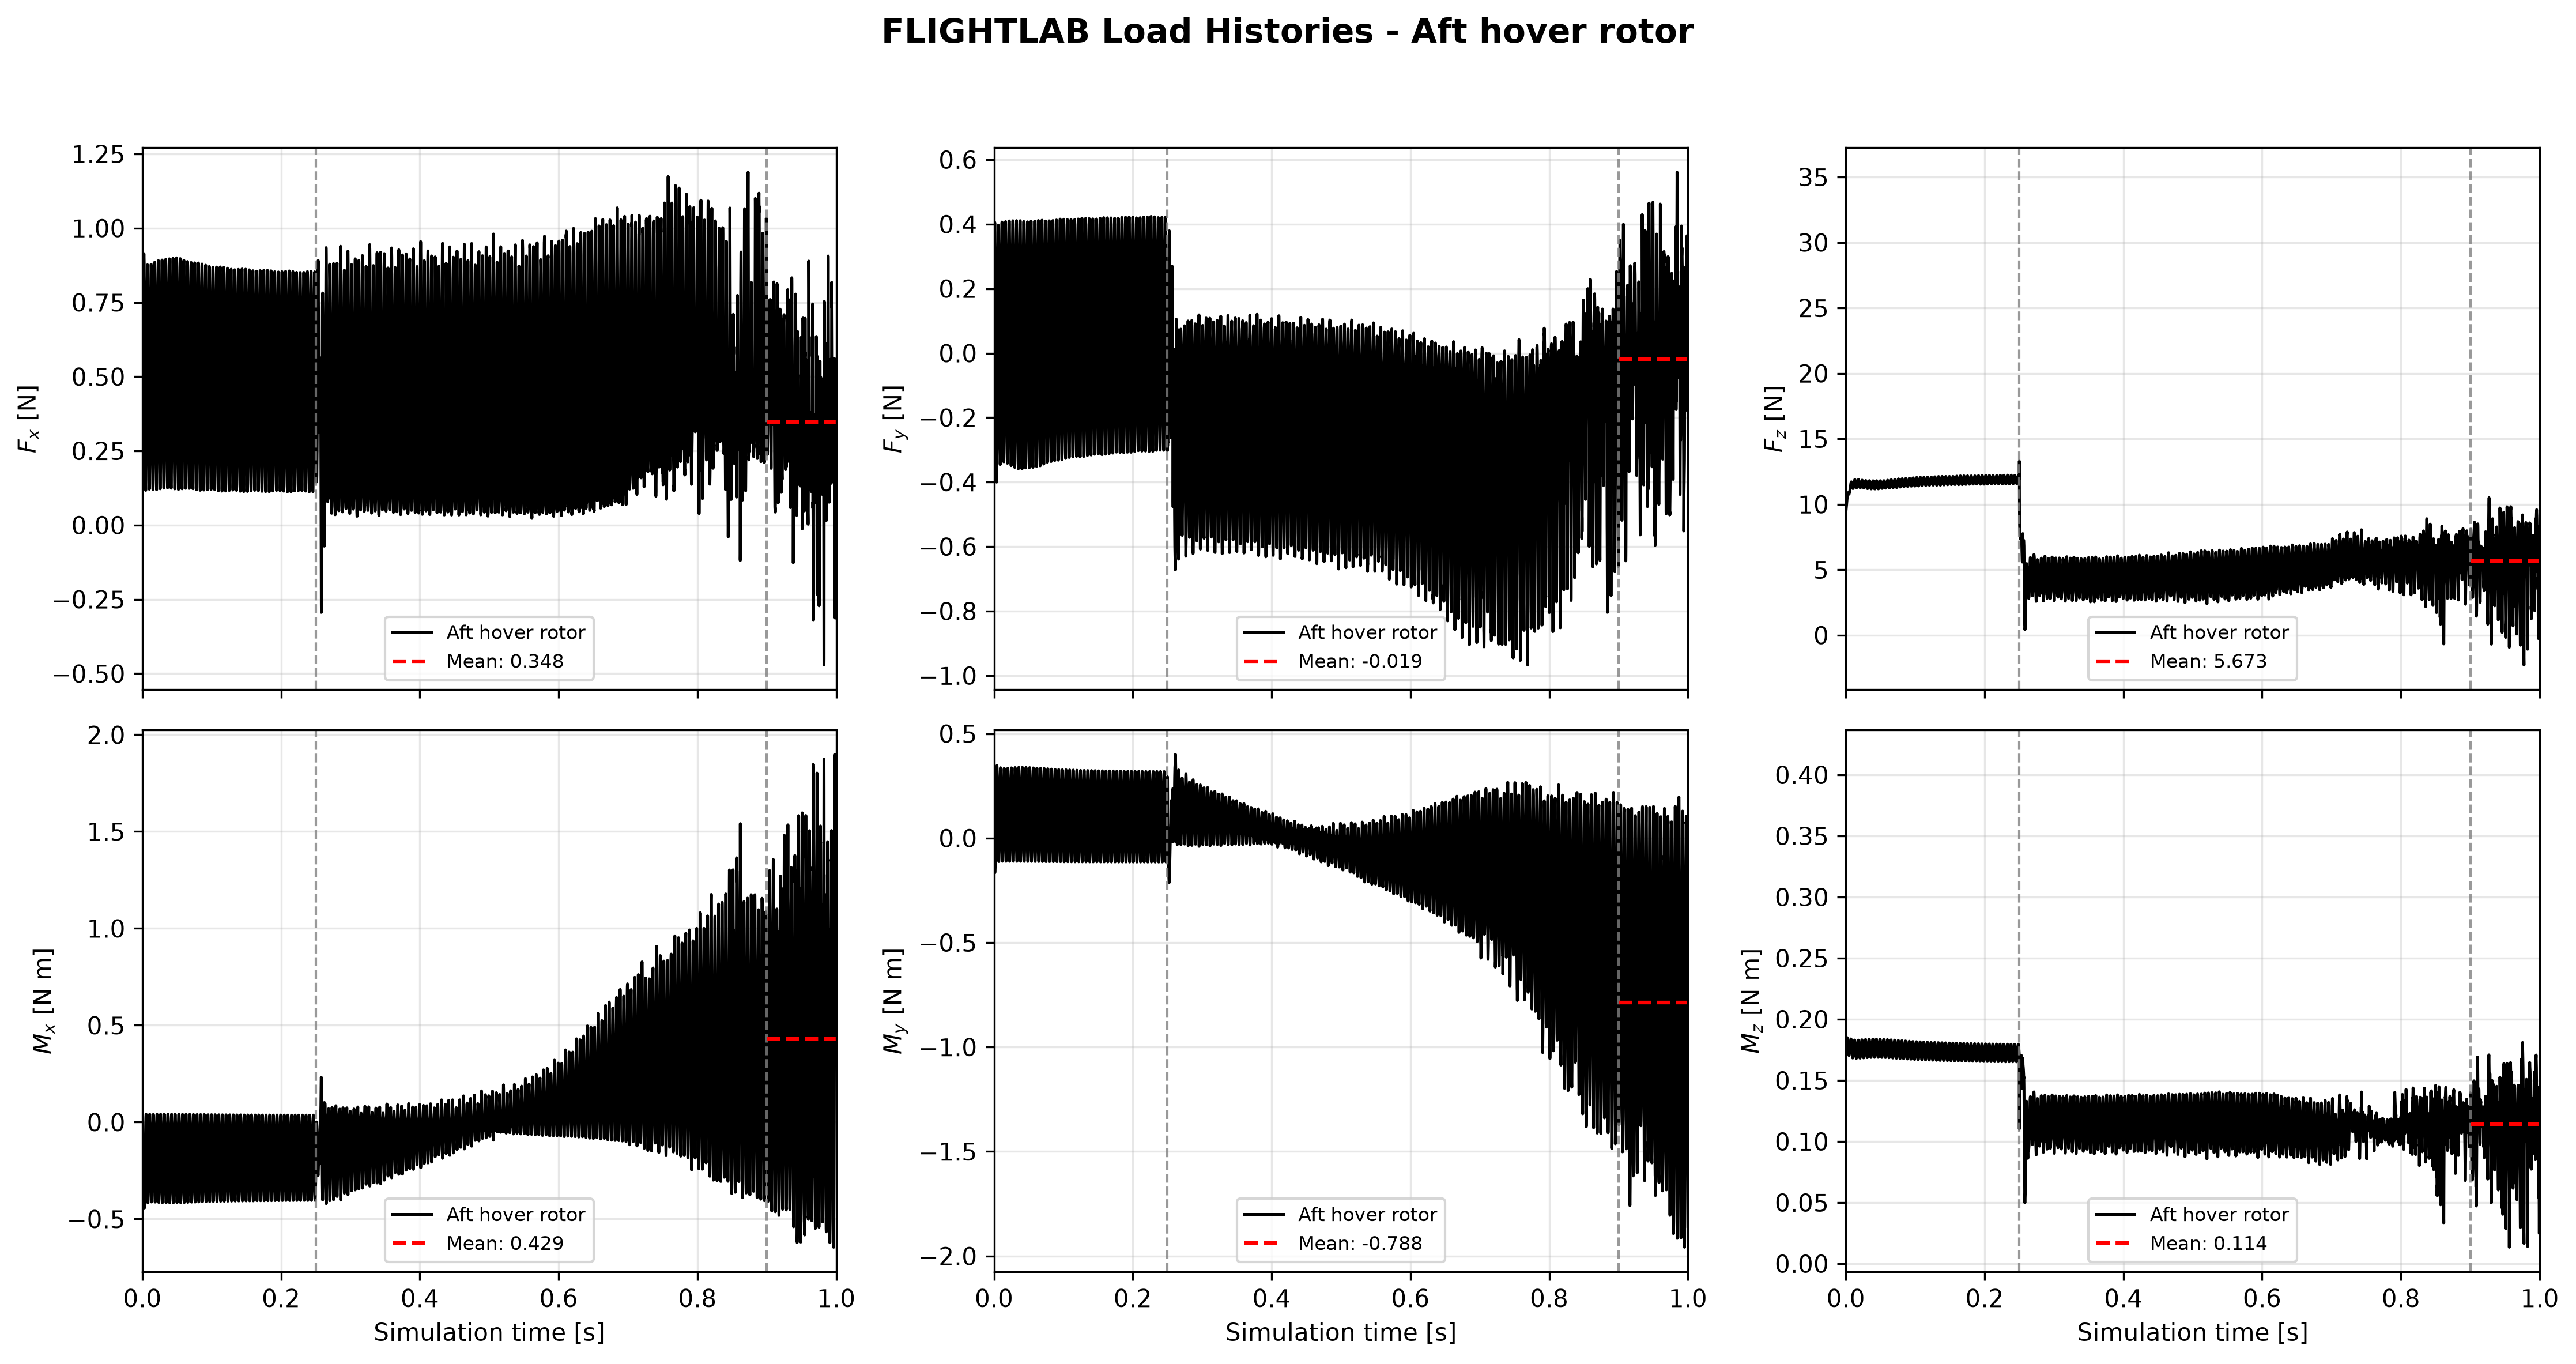 FLIGHTLAB Load Histories - Aft hover rotor
1.25
1.00
0.75
0.50
0.25
0.00
−0.25
−0.50
Fx [N]
Aft hover rotor
Mean: 0.348
0.6
0.4
0.2
0.0
−0.2
−0.4
−0.6
−0.8
−1.0
Fy [N]
Aft hover rotor
Mean: -0.019
35
30
25
20
15
10
5
0
Fz [N]
Aft hover rotor
Mean: 5.673
2.0
1.5
1.0
0.5
0.0
−0.5
Mx [N m]
Aft hover rotor
Mean: 0.429
0.0 0.2 0.4 0.6 0.8 1.0
Simulation time [s]
0.5
0.0
−0.5
−1.0
−1.5
−2.0
My [N m]
Aft hover rotor
Mean: -0.788
0.0 0.2 0.4 0.6 0.8 1.0
Simulation time [s]
0.40
0.35
0.30
0.25
0.20
0.15
0.10
0.05
0.00
Mz [N m]
Aft hover rotor
Mean: 0.114
0.0 0.2 0.4 0.6 0.8 1.0
Simulation time [s]